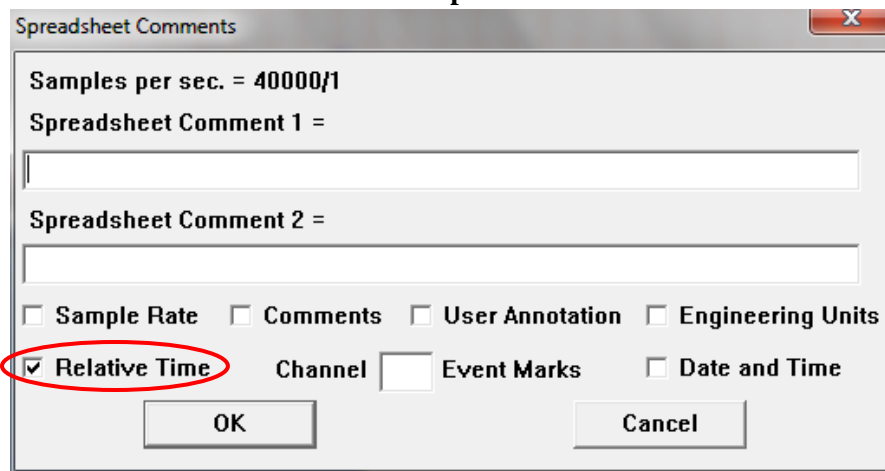 Spreadsheet Comments
Samples per sec. = 40000/1
Spreadsheet Comment 1 =
Spreadsheet Comment 2 =
Sample Rate Comments User Annotation Engineering Units
Relative Time Channel Event Marks Date and Time
OK Cancel